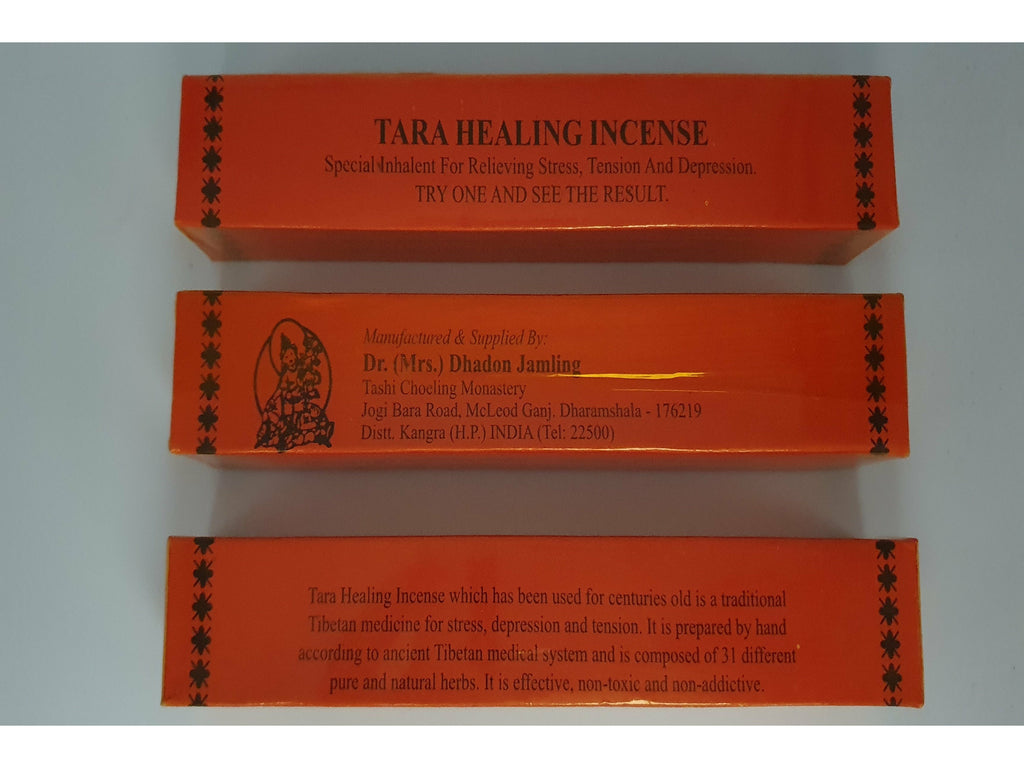 TARA HEALING INCENSE
Special Inhalent For Relieving Stress, Tension And Depression.
TRY ONE AND SEE THE RESULT.
Manufactured & Supplied By:
Dr. (Mrs.) Dhadon Jamling
Tashi Choeling Monastery
Jogi Bara Road, McLeod Ganj. Dharamshala - 176219
Distt. Kangra (H.P.) INDIA (Tel: 22500)
Tara Healing Incense which has been used for centuries old is a traditional
Tibetan medicine for stress, depression and tension. It is prepared by hand
according to ancient Tibetan medical system and is composed of 31 different
pure and natural herbs. It is effective, non-toxic and non-addictive.